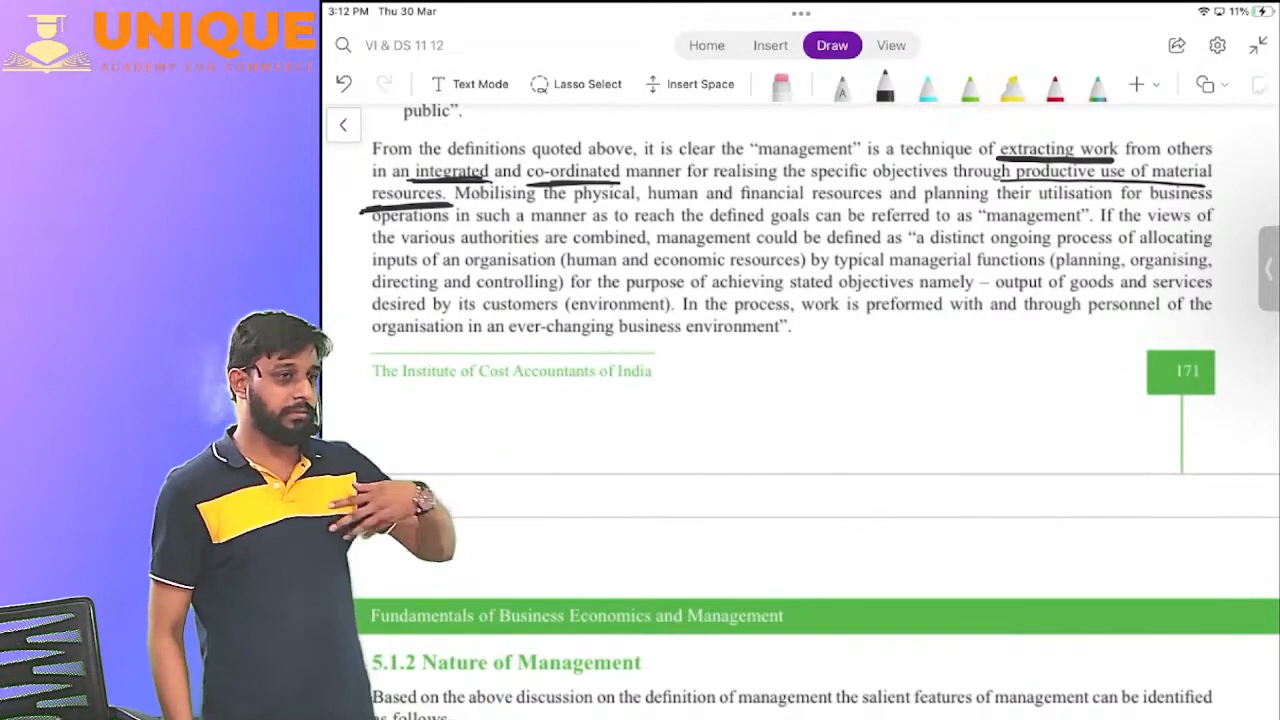 UNIQUE
ACADEMY FOR COMMERCE
3:12 PM Thu 30 Mar
11%
VI & DS 11 12
Home Insert Draw View
Text Mode Lasso Select Insert Space
public”.
From the definitions quoted above, it is clear the “management” is a technique of extracting work from others
in an integrated and co-ordinated manner for realising the specific objectives through productive use of material
resources. Mobilising the physical, human and financial resources and planning their utilisation for business
operations in such a manner as to reach the defined goals can be referred to as “management”. If the views of
the various authorities are combined, management could be defined as “a distinct ongoing process of allocating
inputs of an organisation (human and economic resources) by typical managerial functions (planning, organising,
directing and controlling) for the purpose of achieving stated objectives namely – output of goods and services
desired by its customers (environment). In the process, work is preformed with and through personnel of the
organisation in an ever-changing business environment”.
The Institute of Cost Accountants of India
171
Fundamentals of Business Economics and Management
5.1.2 Nature of Management
Based on the above discussion on the definition of management the salient features of management can be identified
as follows-